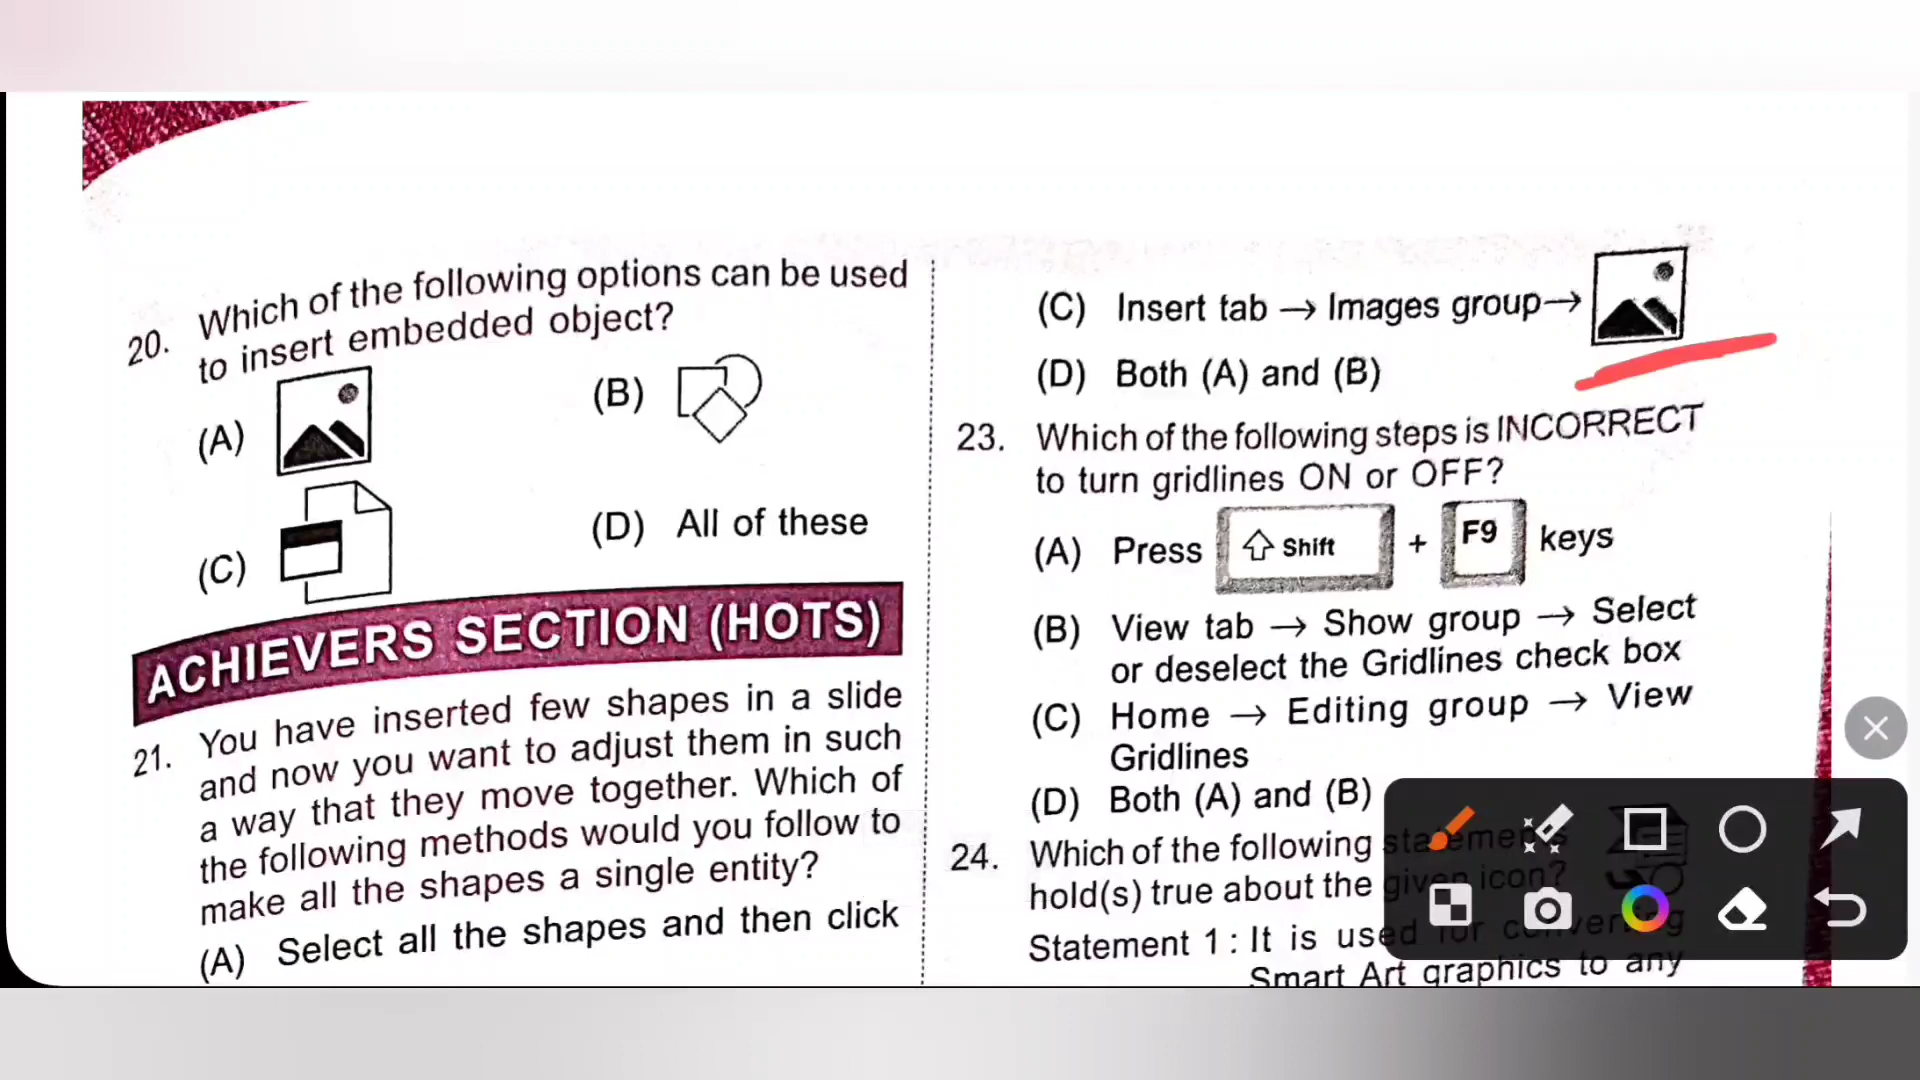 20. Which of the following options can be used
to insert embedded object?
(A)
(B)
(C)
(D) All of these
ACHIEVERS SECTION (HOTS)
21. You have inserted few shapes in a slide
and now you want to adjust them in such
a way that they move together. Which of
the following methods would you follow to
make all the shapes a single entity?
(A) Select all the shapes and then click
(C) Insert tab → Images group→
(D) Both (A) and (B)
23. Which of the following steps is INCORRECT
to turn gridlines ON or OFF?
(A) Press Shift + F9 keys
(B) View tab → Show group → Select
or deselect the Gridlines check box
(C) Home → Editing group → View
Gridlines
(D) Both (A) and (B)
24. Which of the following statements
hold(s) true about the given icon?
Statement 1 : It is used for converting
Smart Art graphics to any